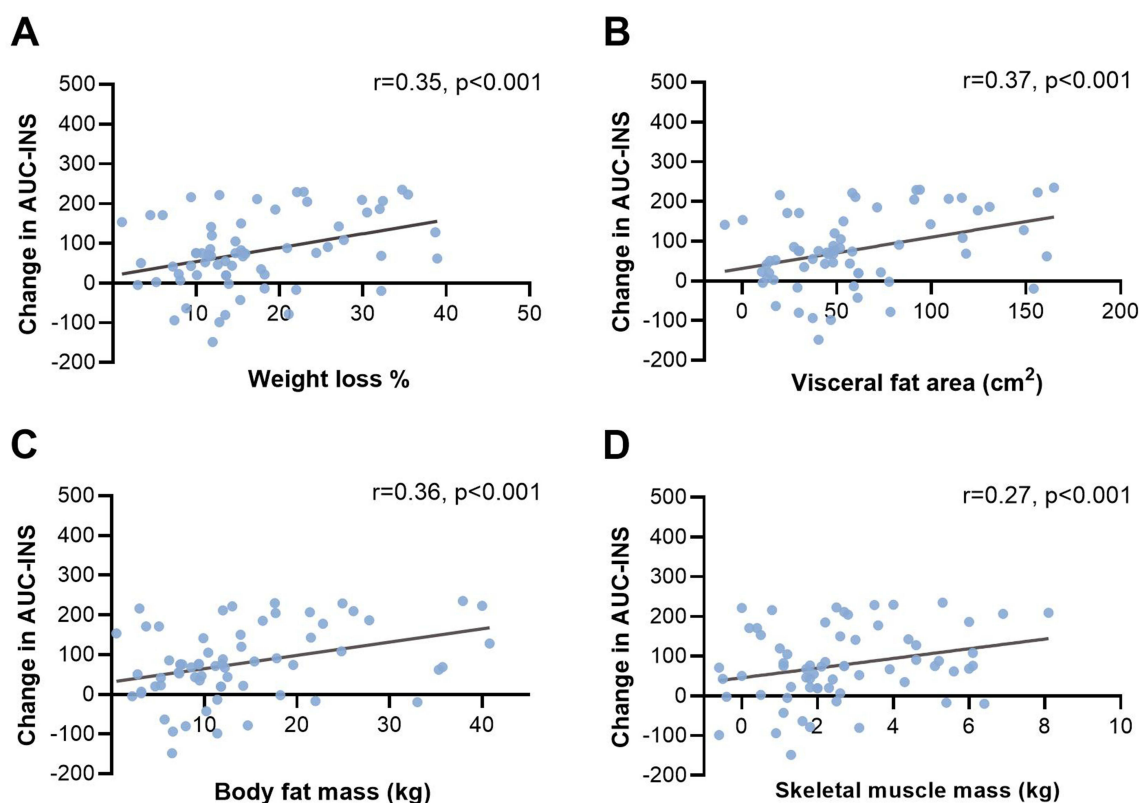 A
r=0.35, p<0.001
Change in AUC-INS
500
400
300
200
100
0
-100
-200
10 20 30 40 50
Weight loss %
B
r=0.37, p<0.001
Change in AUC-INS
500
400
300
200
100
0
-100
-200
0 50 100 150 200
Visceral fat area (cm²)
C
r=0.36, p<0.001
Change in AUC-INS
500
400
300
200
100
0
-100
-200
10 20 30 40
Body fat mass (kg)
D
r=0.27, p<0.001
Change in AUC-INS
500
400
300
200
100
0
-100
-200
0 2 4 6 8 10
Skeletal muscle mass (kg)